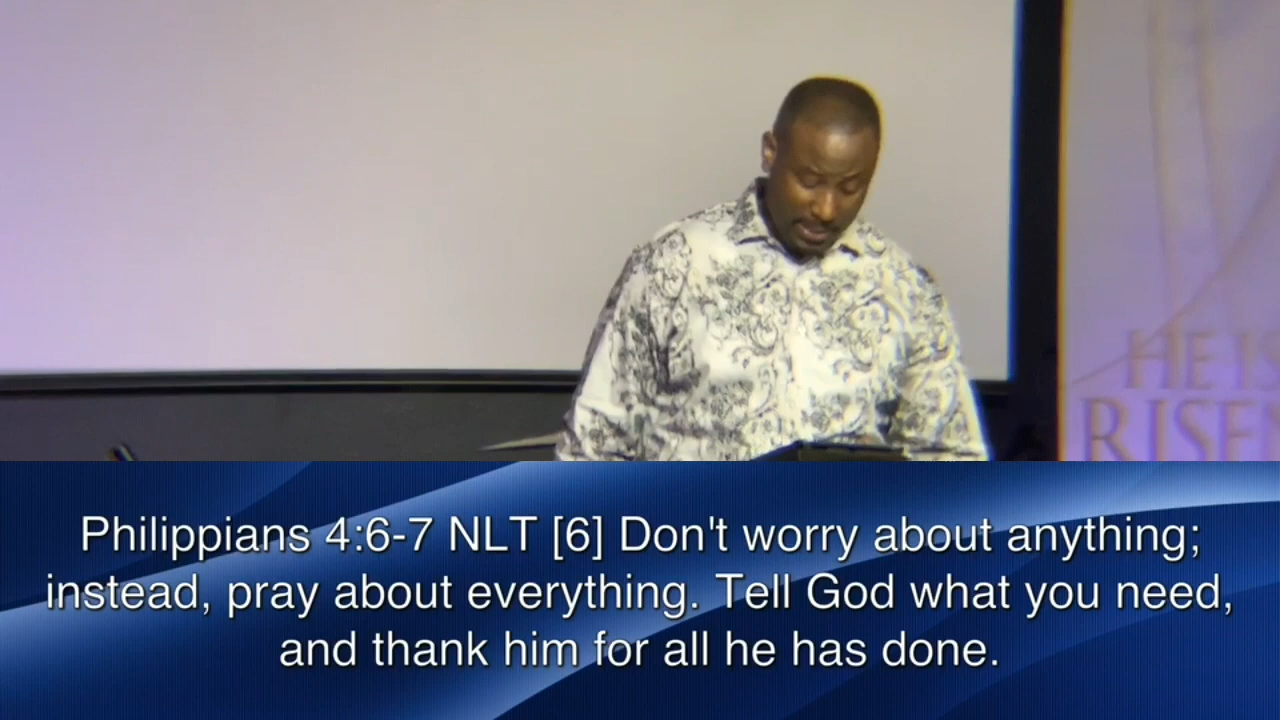 HE IS
RISEN
Philippians 4:6-7 NLT [6] Don't worry about anything;
instead, pray about everything. Tell God what you need,
and thank him for all he has done.